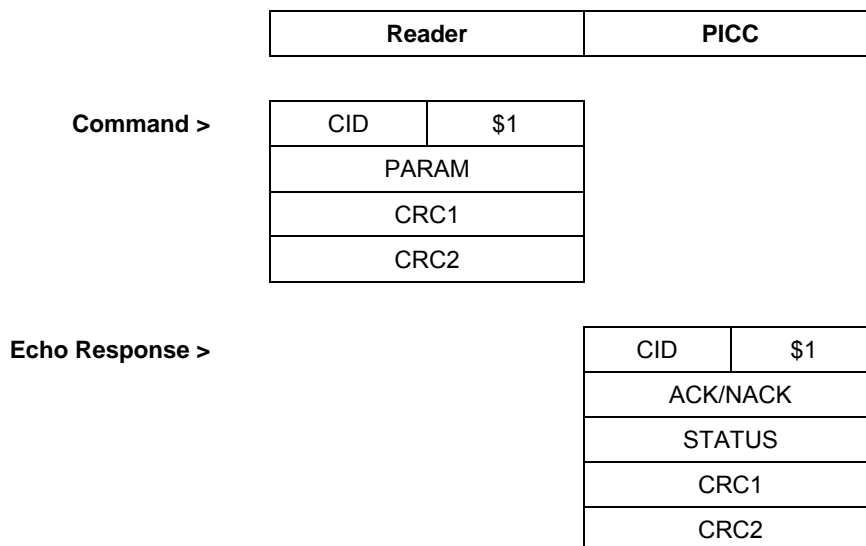 Reader PICC
Command > CID $1
PARAM
CRC1
CRC2
Echo Response > CID $1
ACK/NACK
STATUS
CRC1
CRC2